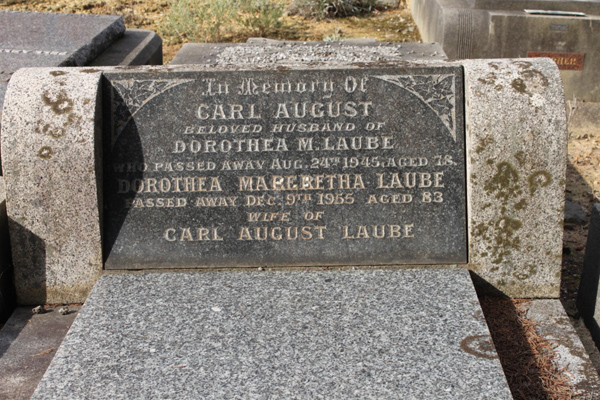 In Memory Of
CARL AUGUST
BELOVED HUSBAND OF
DOROTHEA M. LAUBE
WHO PASSED AWAY AUG. 24TH 1945, AGED 78.
DOROTHEA MARGRETHA LAUBE
PASSED AWAY DEC. 9TH 1955 AGED 83
WIFE OF
CARL AUGUST LAUBE